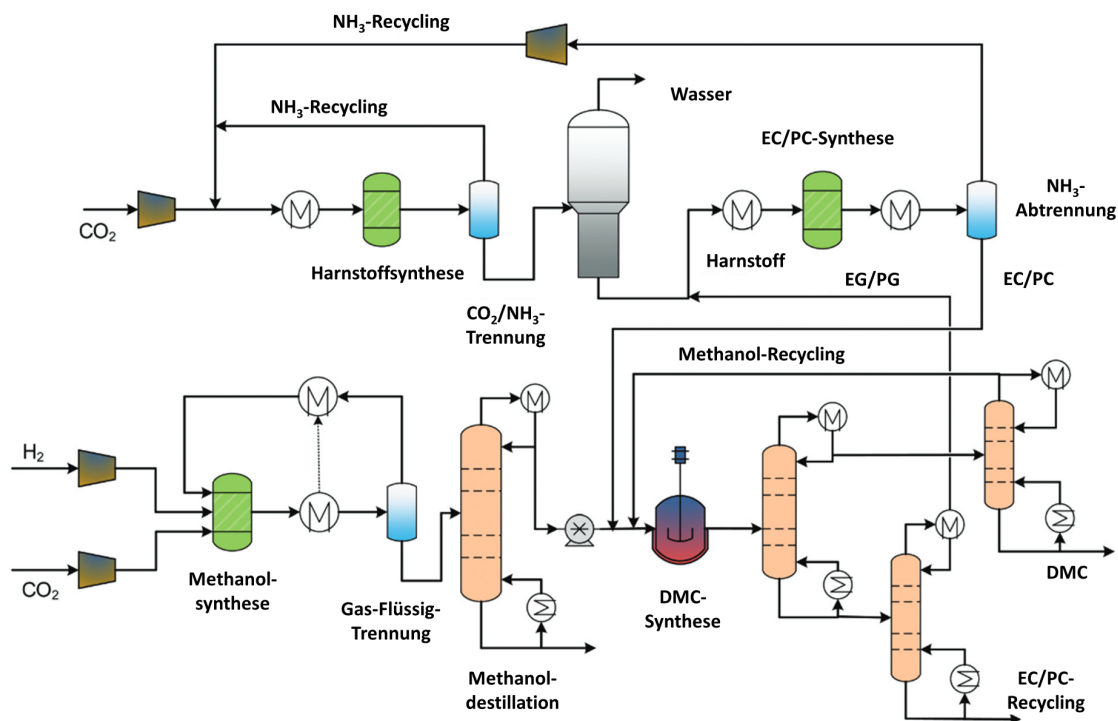 NH₃-Recycling
NH₃-Recycling
Wasser
EC/PC-Synthese
CO₂
Harnstoffsynthese
NH₃-
Abtrennung
Harnstoff
EG/PG
EC/PC
CO₂/NH₃-
Trennung
Methanol-Recycling
H₂
CO₂
Methanol-
synthese
Gas-Flüssig-
Trennung
Methanol-
destillation
DMC-
Synthese
DMC
EC/PC-
Recycling